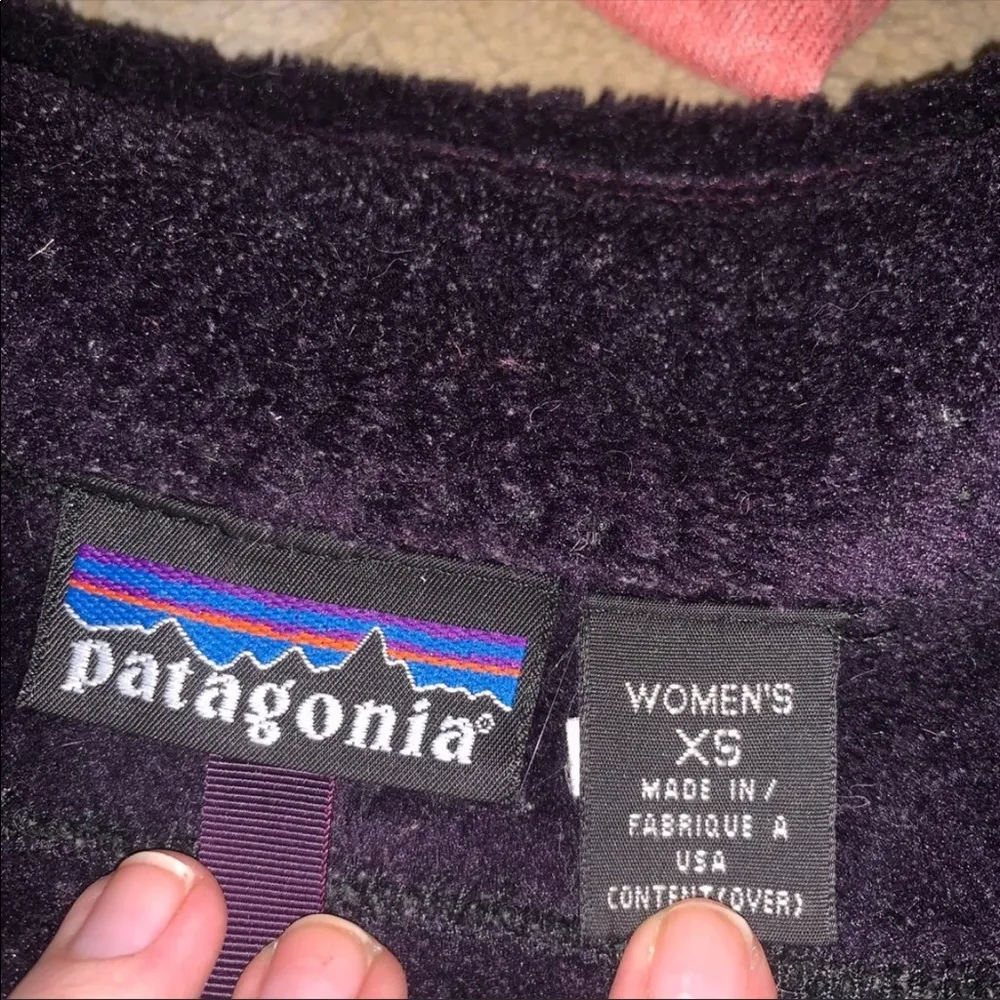 patagonia®
WOMEN'S
XS
MADE IN /
FABRIQUE A
USA
CONTENT (OVER)